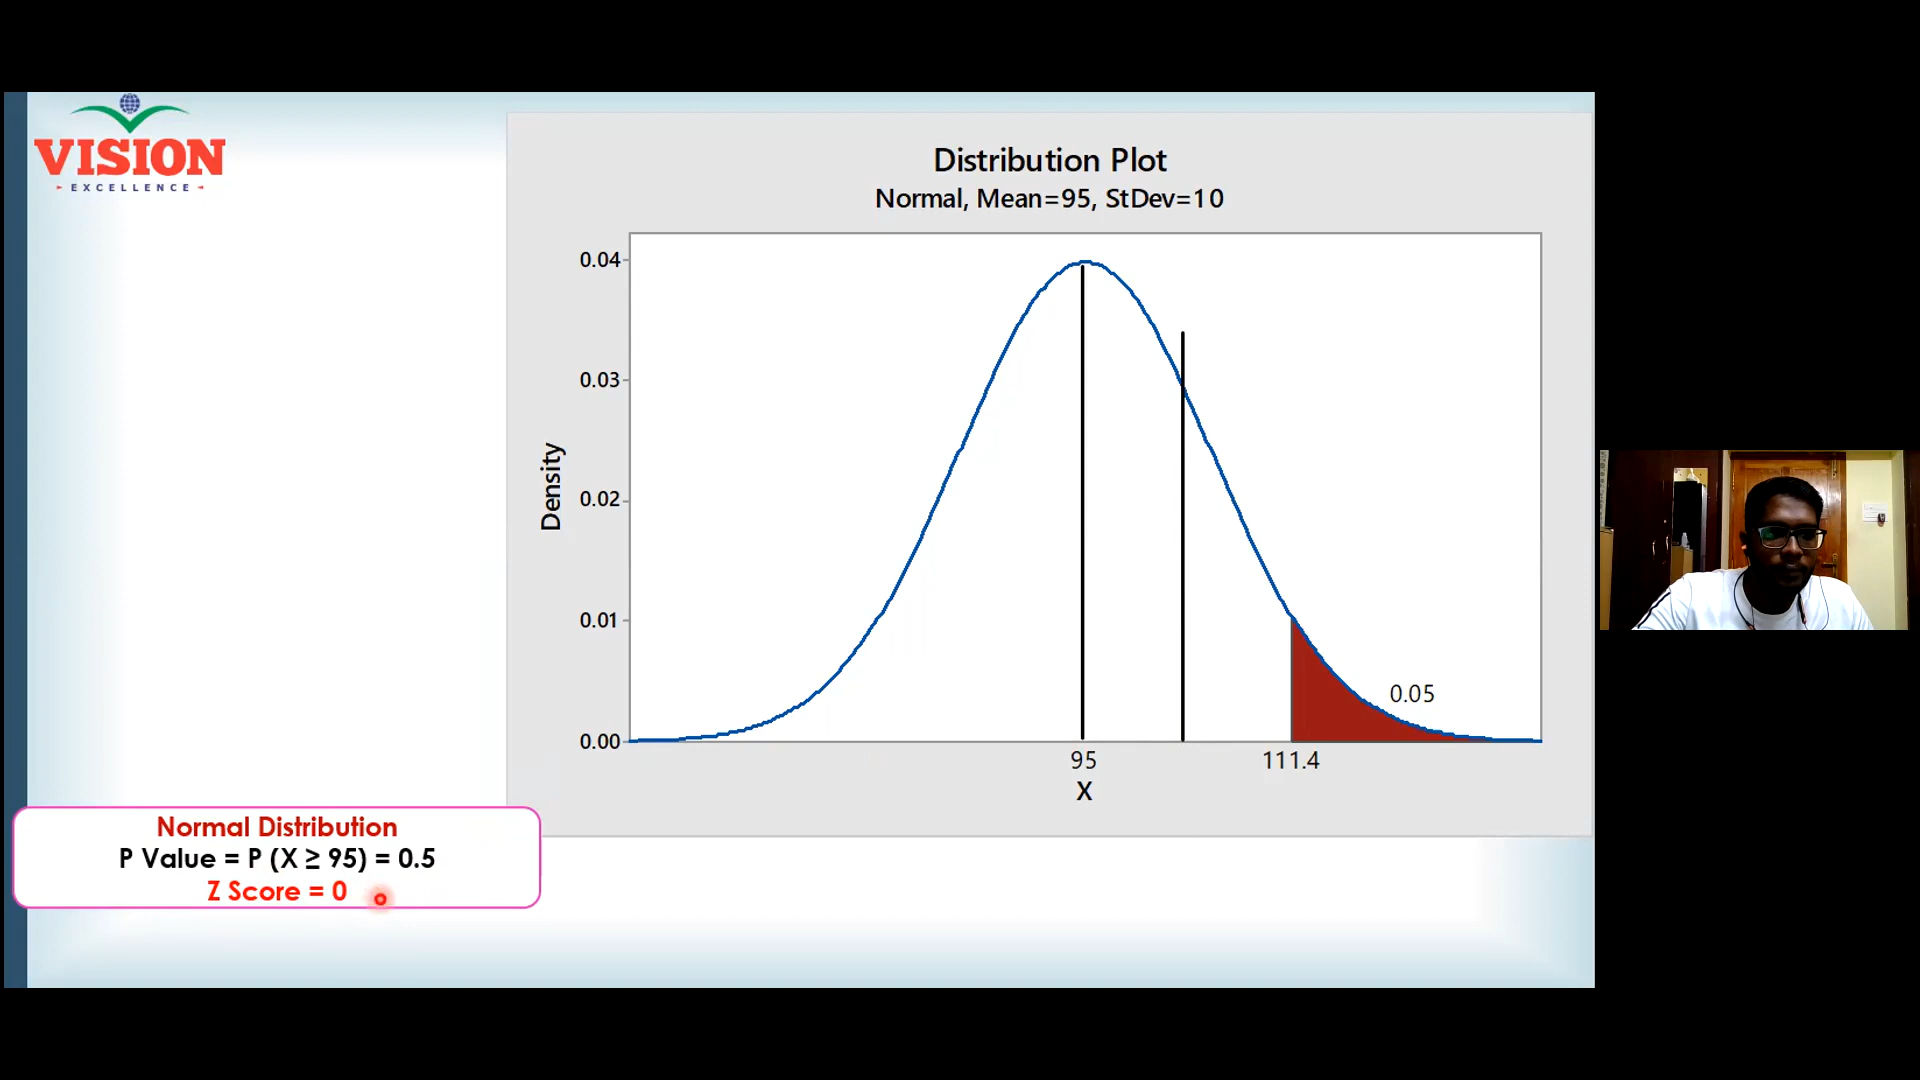 VISION
EXCELLENCE
Distribution Plot
Normal, Mean=95, StDev=10
0.04
0.03
Density
0.02
0.01
0.05
0.00
95
111.4
X
Normal Distribution
P Value = P (X ≥ 95) = 0.5
Z Score = 0